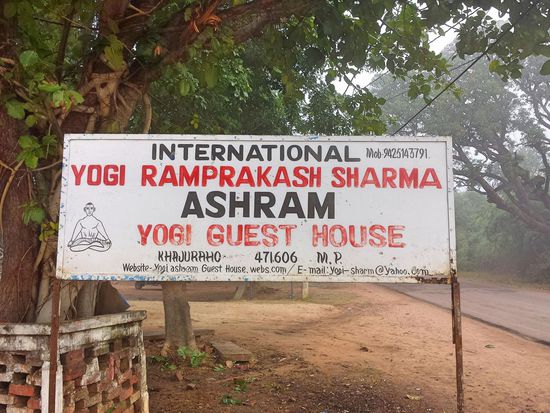 INTERNATIONAL Mob-9425143791.
YOGI RAMPRAKASH SHARMA
ASHRAM
YOGI GUEST HOUSE
KHAJURAHO 471606 M.P.
Website-Yogi ashram Guest House.webs.com / E-mail: yogi-sharm@yahoo.com